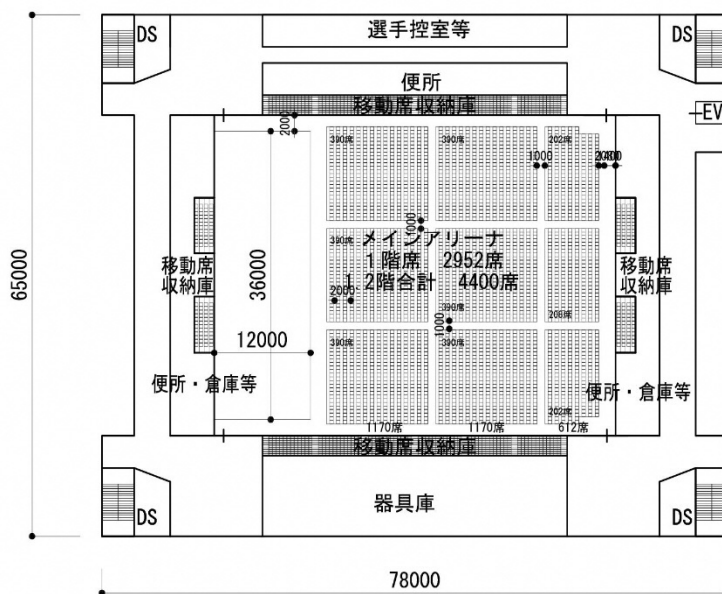 選手控室等
DS
DS
便所
移動席収納庫
EV
2000
390席
390席
202席
1000
1000
390席
メインアリーナ
1階席 2952席
1、2階合計 4400席
移動席
収納庫
移動席
収納庫
65000
36000
2000
390席
208席
1000
12000
390席
390席
便所・倉庫等
便所・倉庫等
202席
1170席
1170席
612席
移動席収納庫
器具庫
DS
DS
78000